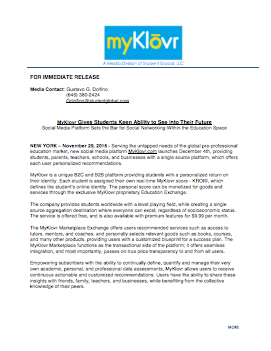 myKlovr
A Media Division of Student Global, LLC
FOR IMMEDIATE RELEASE
Media Contact: Gustavo G. Dolfino
(646) 389-2424
Gdolfino@studentglobal.com
MyKlovr Gives Students Keen Ability to See Into Their Future
Social Media Platform Sets the Bar for Social Networking Within the Education Space
NEW YORK – November 29, 2016 - Serving the untapped needs of the global pre-professional
education market, new social media platform MyKlovr.com launches December 4th, providing
students, parents, teachers, schools, and businesses with a single source platform, which offers
each user personalized recommendations.
MyKlovr is a unique B2C and B2B platform providing students with a personalized return on
their identity. Each student is assigned their own real-time MyKlovr score - KROI©, which
defines the student's online identity. The personal score can be monetized for goods and
services through the exclusive MyKlovr proprietary Education Exchange.
The company provides students worldwide with a level playing field, while creating a single
source aggregation destination where everyone can excel, regardless of socioeconomic status.
The service is offered free, and is also available with premium features for $9.99 per month.
The MyKlovr Marketplace Exchange offers users recommended services such as access to
tutors, mentors, and coaches, and personally selects relevant goods such as books, courses,
and many other products, providing users with a customized blueprint for a success plan. The
MyKlovr Marketplace functions as the transactional side of the platform; it offers seamless
integration, and most importantly, passes on true price transparency to and from all users.
Empowering subscribers with the ability to continually define, quantify and manage their very
own academic, personal, and professional data assessments, MyKlovr allows users to receive
continuous actionable and customized recommendations. Users have the ability to share these
insights with friends, family, teachers, and businesses, while benefiting from the collective
knowledge of their peers.
MORE